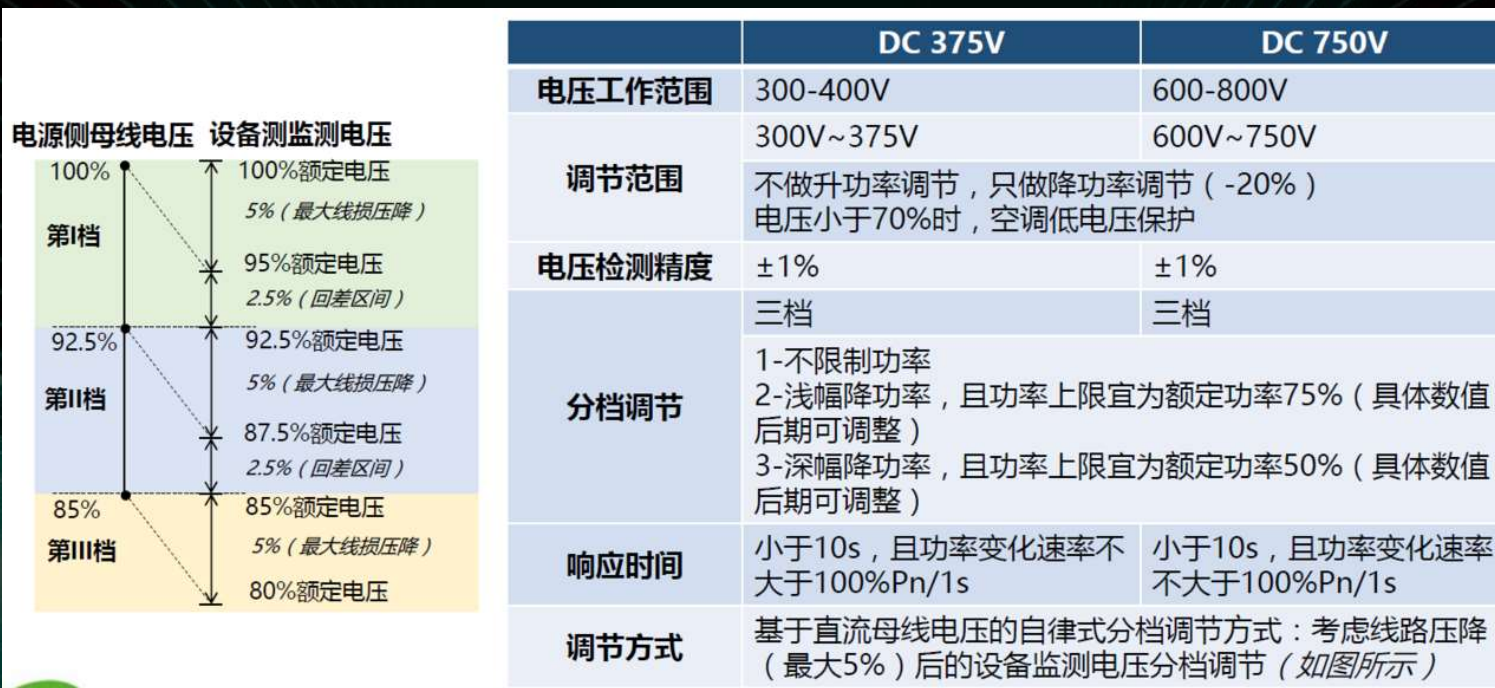 电源侧母线电压 设备测监测电压
100%
100%额定电压
5%（最大线损压降）
第I档
95%额定电压
2.5%（回差区间）
92.5%
92.5%额定电压
5%（最大线损压降）
第II档
87.5%额定电压
2.5%（回差区间）
85%
85%额定电压
第III档
5%（最大线损压降）
80%额定电压
DC 375V DC 750V
电压工作范围 300-400V 600-800V
调节范围 300V~375V 600V~750V
不做升功率调节，只做降功率调节（-20%）
电压小于70%时，空调低电压保护
电压检测精度 ±1% ±1%
分档调节 三档 三档
1-不限制功率
2-浅幅降功率，且功率上限宜为额定功率75%（具体数值
后期可调整）
3-深幅降功率，且功率上限宜为额定功率50%（具体数值
后期可调整）
响应时间
小于10s，且功率变化速率不
大于100%Pn/1s
小于10s，且功率变化速率
不大于100%Pn/1s
调节方式
基于直流母线电压的自律式分档调节方式：考虑线路压降
（最大5%）后的设备监测电压分档调节（如图所示）